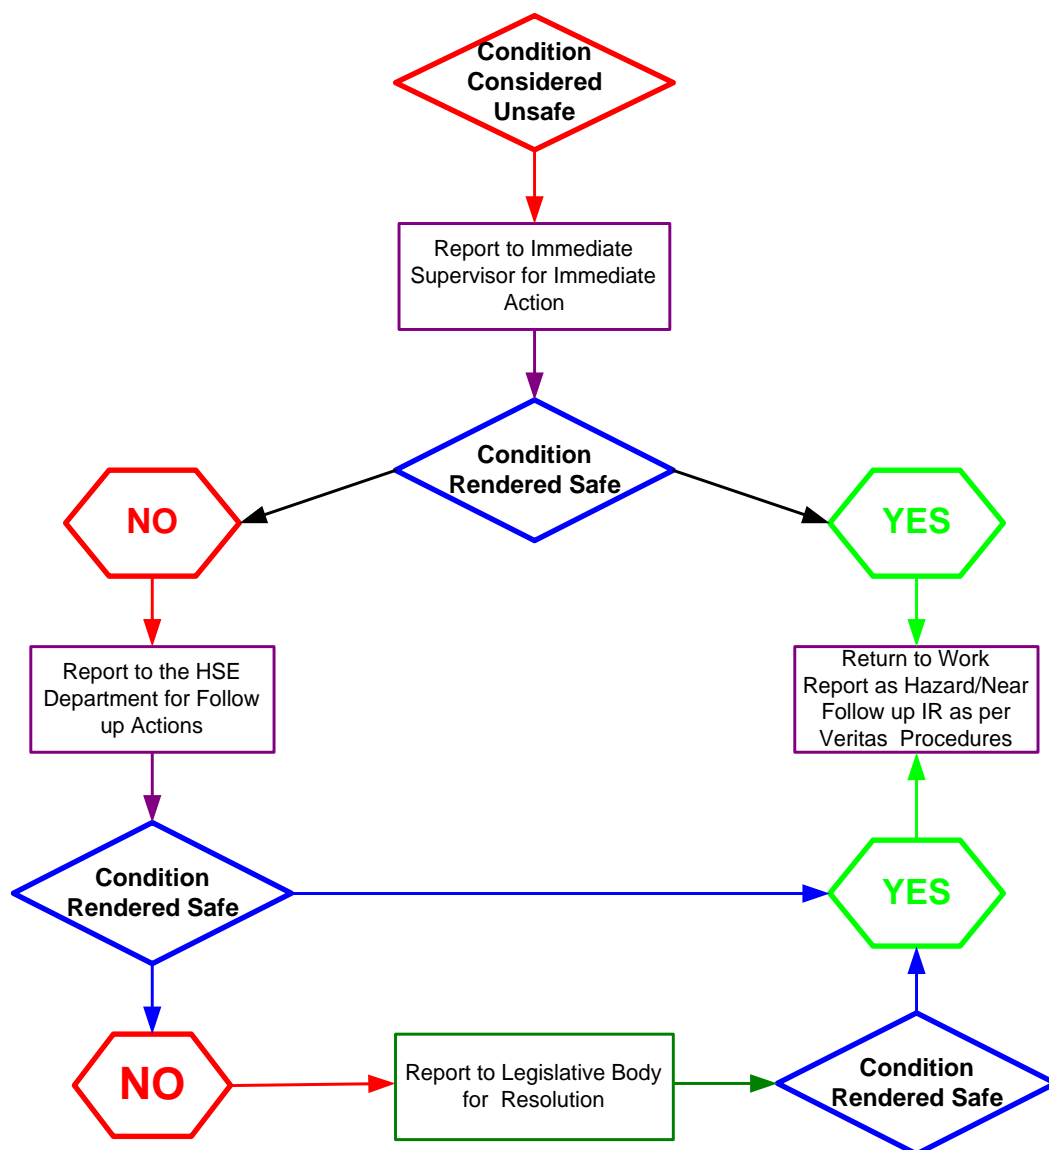 Condition
Considered
Unsafe
Report to Immediate
Supervisor for Immediate
Action
Condition
Rendered Safe
NO
YES
Report to the HSE
Department for Follow
up Actions
Return to Work
Report as Hazard/Near
Follow up IR as per
Veritas Procedures
Condition
Rendered Safe
YES
NO
Report to Legislative Body
for Resolution
Condition
Rendered Safe